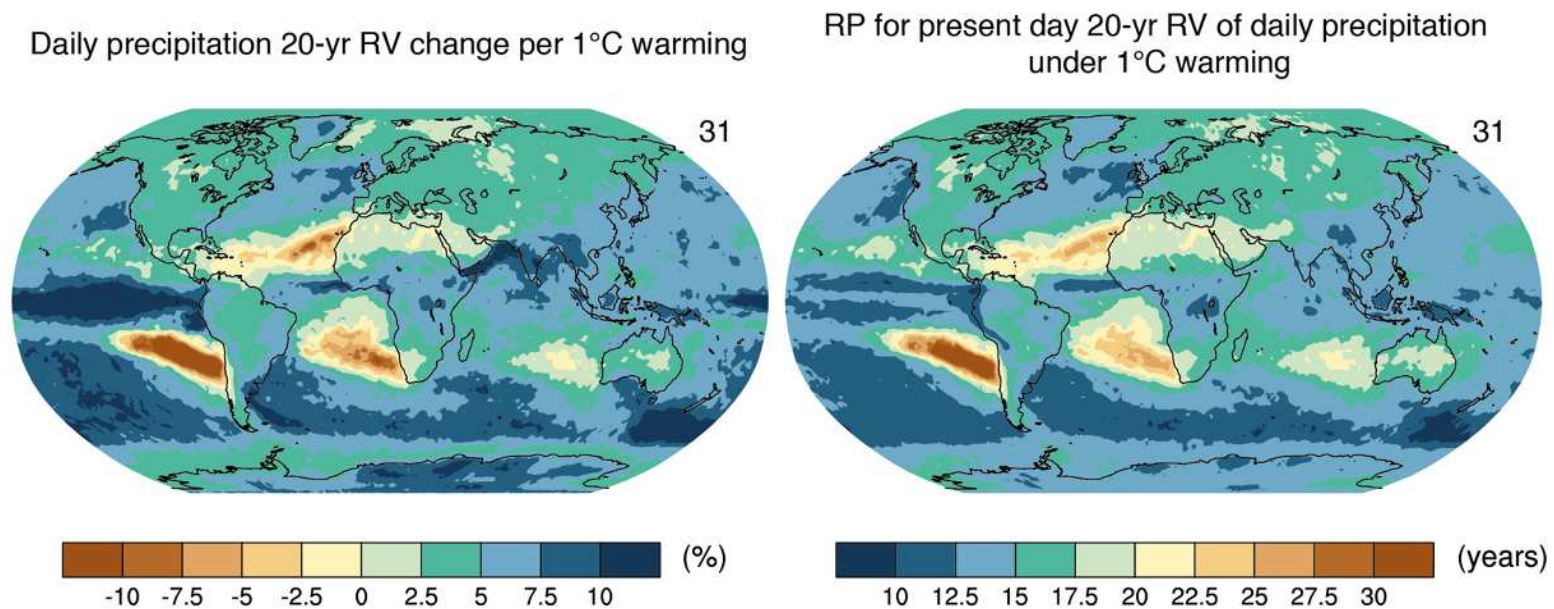 Daily precipitation 20-yr RV change per 1°C warming
31
-10 -7.5 -5 -2.5 0 2.5 5 7.5 10
(%)
RP for present day 20-yr RV of daily precipitation
under 1°C warming
31
10 12.5 15 17.5 20 22.5 25 27.5 30
(years)